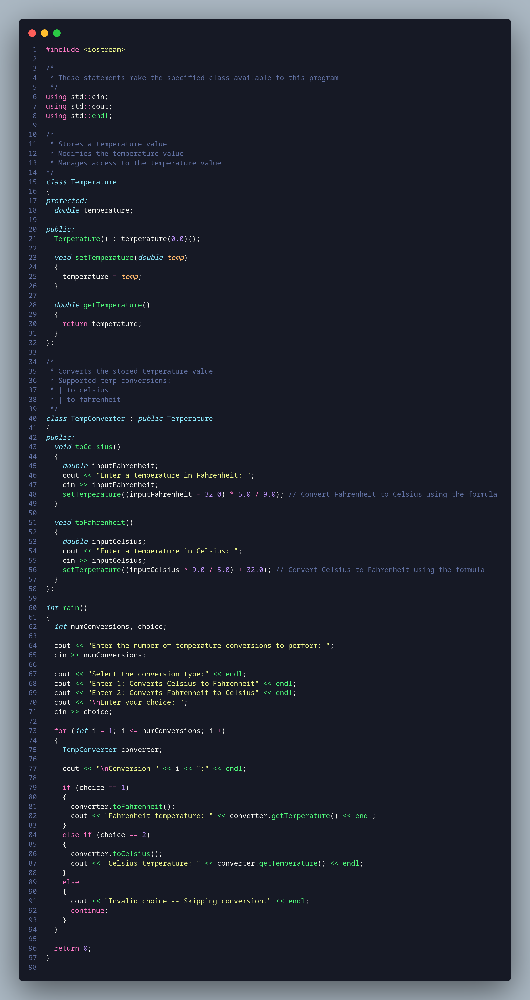 1 #include <iostream>
2
3 /*
4  * These statements make the specified class available to this program
5  */
6 using std::cin;
7 using std::cout;
8 using std::endl;
9
10 /*
11  * Stores a temperature value
12  * Modifies the temperature value
13  * Manages access to the temperature value
14 */
15 class Temperature
16 {
17 protected:
18   double temperature;
19
20 public:
21   Temperature() : temperature(0.0){};
22
23   void setTemperature(double temp)
24   {
25     temperature = temp;
26   }
27
28   double getTemperature()
29   {
30     return temperature;
31   }
32 };
33
34 /*
35  * Converts the stored temperature value.
36  * Supported temp conversions:
37  * | to celsius
38  * | to fahrenheit
39  */
40 class TempConverter : public Temperature
41 {
42 public:
43   void toCelsius()
44   {
45     double inputFahrenheit;
46     cout << "Enter a temperature in Fahrenheit: ";
47     cin >> inputFahrenheit;
48     setTemperature((inputFahrenheit - 32.0) * 5.0 / 9.0); // Convert Fahrenheit to Celsius using the formula
49   }
50
51   void toFahrenheit()
52   {
53     double inputCelsius;
54     cout << "Enter a temperature in Celsius: ";
55     cin >> inputCelsius;
56     setTemperature((inputCelsius * 9.0 / 5.0) + 32.0); // Convert Celsius to Fahrenheit using the formula
57   }
58 };
59
60 int main()
61 {
62   int numConversions, choice;
63
64   cout << "Enter the number of temperature conversions to perform: ";
65   cin >> numConversions;
66
67   cout << "Select the conversion type:" << endl;
68   cout << "Enter 1: Converts Celsius to Fahrenheit" << endl;
69   cout << "Enter 2: Converts Fahrenheit to Celsius" << endl;
70   cout << "\nEnter your choice: ";
71   cin >> choice;
72
73   for (int i = 1; i <= numConversions; i++)
74   {
75     TempConverter converter;
76
77     cout << "\nConversion " << i << ":" << endl;
78
79     if (choice == 1)
80     {
81       converter.toFahrenheit();
82       cout << "Fahrenheit temperature: " << converter.getTemperature() << endl;
83     }
84     else if (choice == 2)
85     {
86       converter.toCelsius();
87       cout << "Celsius temperature: " << converter.getTemperature() << endl;
88     }
89     else
90     {
91       cout << "Invalid choice -- Skipping conversion." << endl;
92       continue;
93     }
94   }
95
96   return 0;
97 }
98